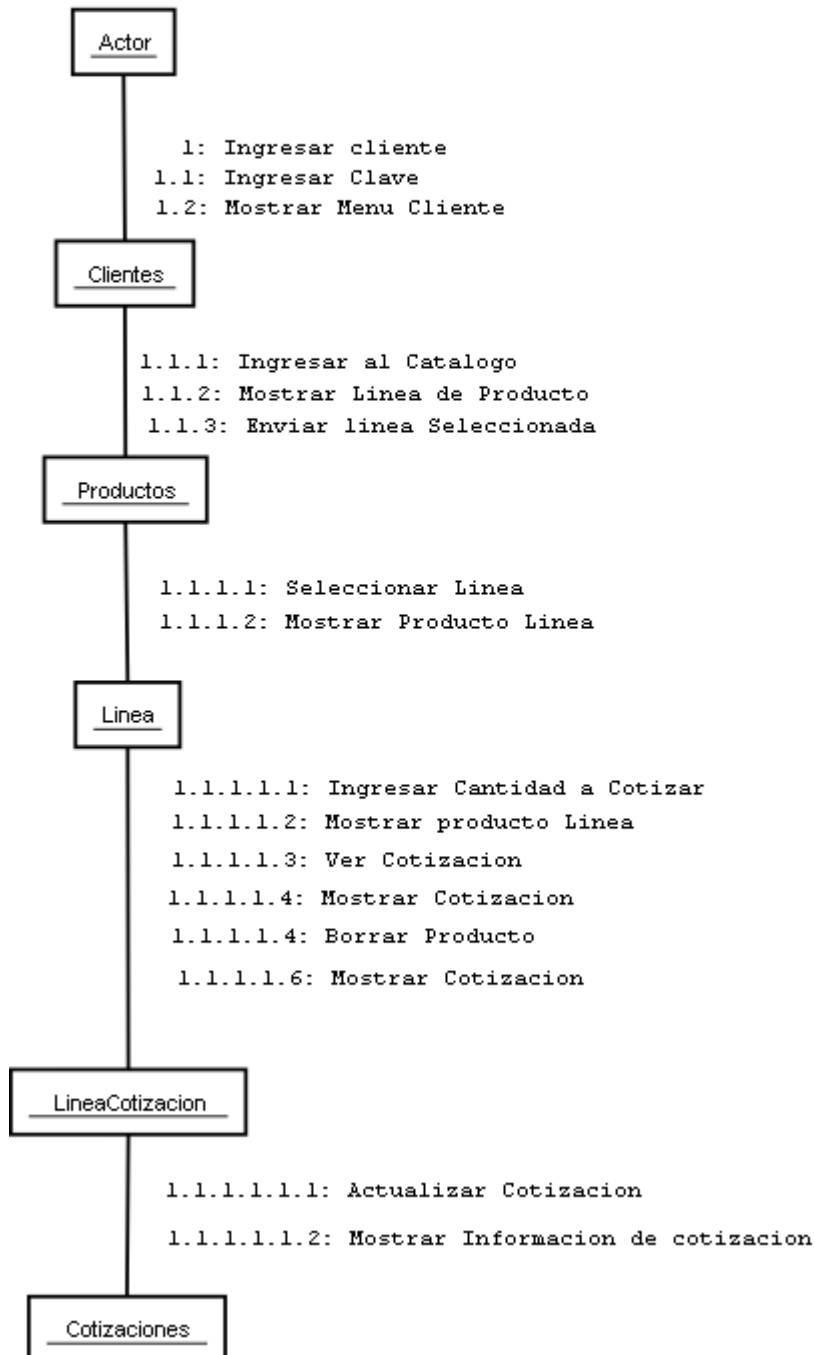 Actor
1: Ingresar cliente
1.1: Ingresar Clave
1.2: Mostrar Menu Cliente
Clientes
1.1.1: Ingresar al Catalogo
1.1.2: Mostrar Linea de Producto
1.1.3: Enviar linea Seleccionada
Productos
1.1.1.1: Seleccionar Linea
1.1.1.2: Mostrar Producto Linea
Linea
1.1.1.1.1: Ingresar Cantidad a Cotizar
1.1.1.1.2: Mostrar producto Linea
1.1.1.1.3: Ver Cotizacion
1.1.1.1.4: Mostrar Cotizacion
1.1.1.1.4: Borrar Producto
1.1.1.1.6: Mostrar Cotizacion
LineaCotizacion
1.1.1.1.1.1: Actualizar Cotizacion
1.1.1.1.1.2: Mostrar Informacion de cotizacion
Cotizaciones